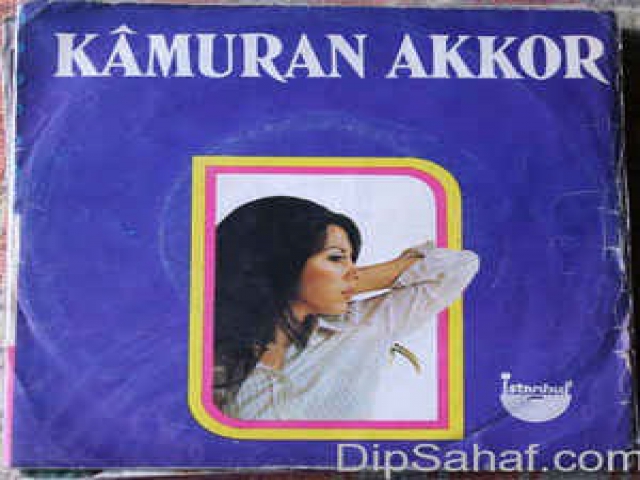 KÂMURAN AKKOR
İstanbul
DipSahaf.com